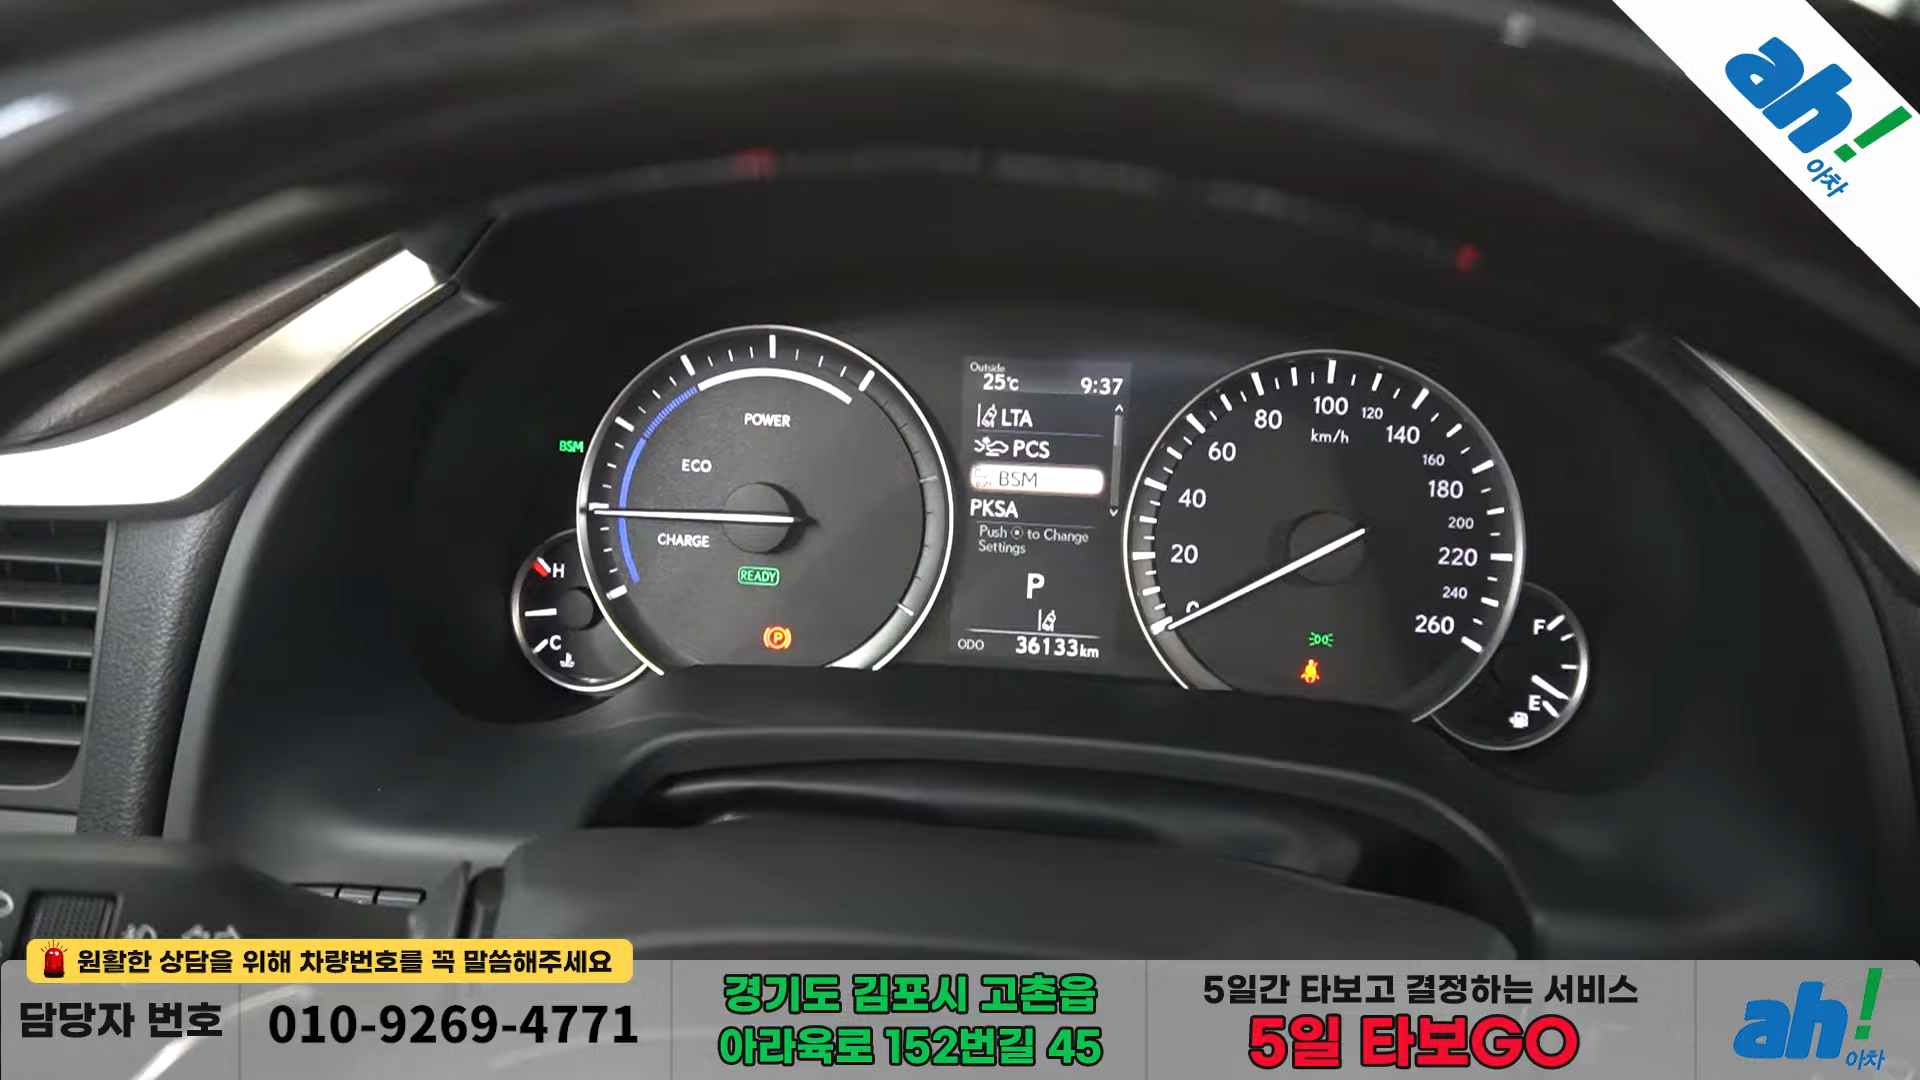 ah!
아차
Outside
25℃ 9:37
LTA
PCS
BSM
PKSA
Push to Change
Settings
P
ODO 36133km
BSM
POWER
ECO
CHARGE
READY
P
H
C
0
20
40
60
80
100
120
140
160
180
200
220
240
260
km/h
F
E
원활한 상담을 위해 차량번호를 꼭 말씀해주세요
담당자 번호 010-9269-4771
경기도 김포시 고촌읍
아라육로 152번길 45
5일간 타보고 결정하는 서비스
5일 타보GO
ah!
아차